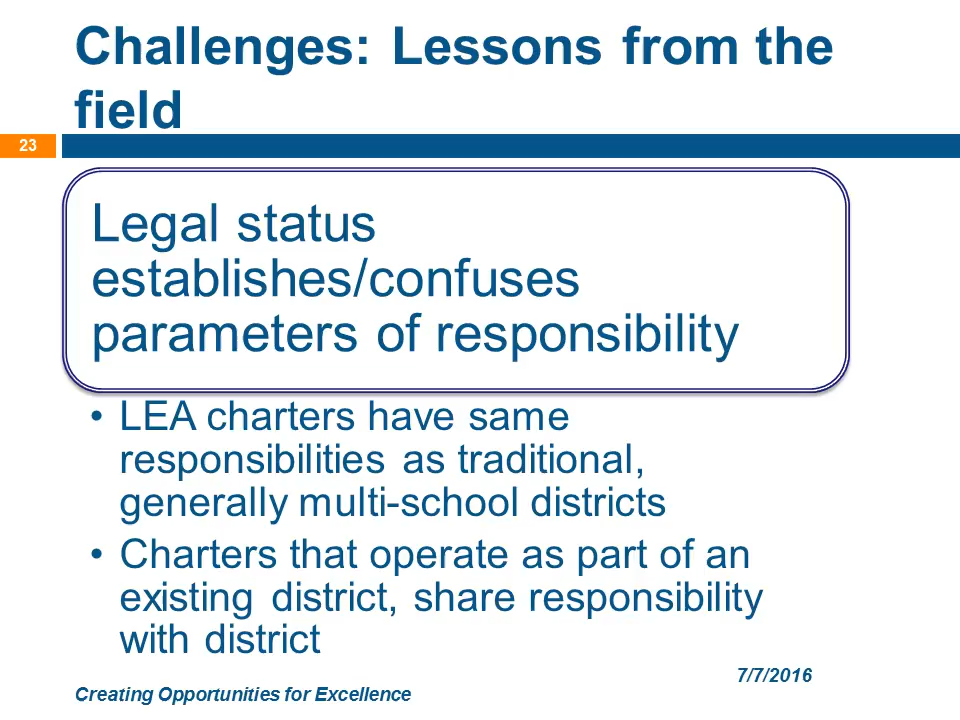 Challenges: Lessons from the
field
23
Legal status
establishes/confuses
parameters of responsibility
• LEA charters have same
responsibilities as traditional,
generally multi-school districts
• Charters that operate as part of an
existing district, share responsibility
with district
7/7/2016
Creating Opportunities for Excellence